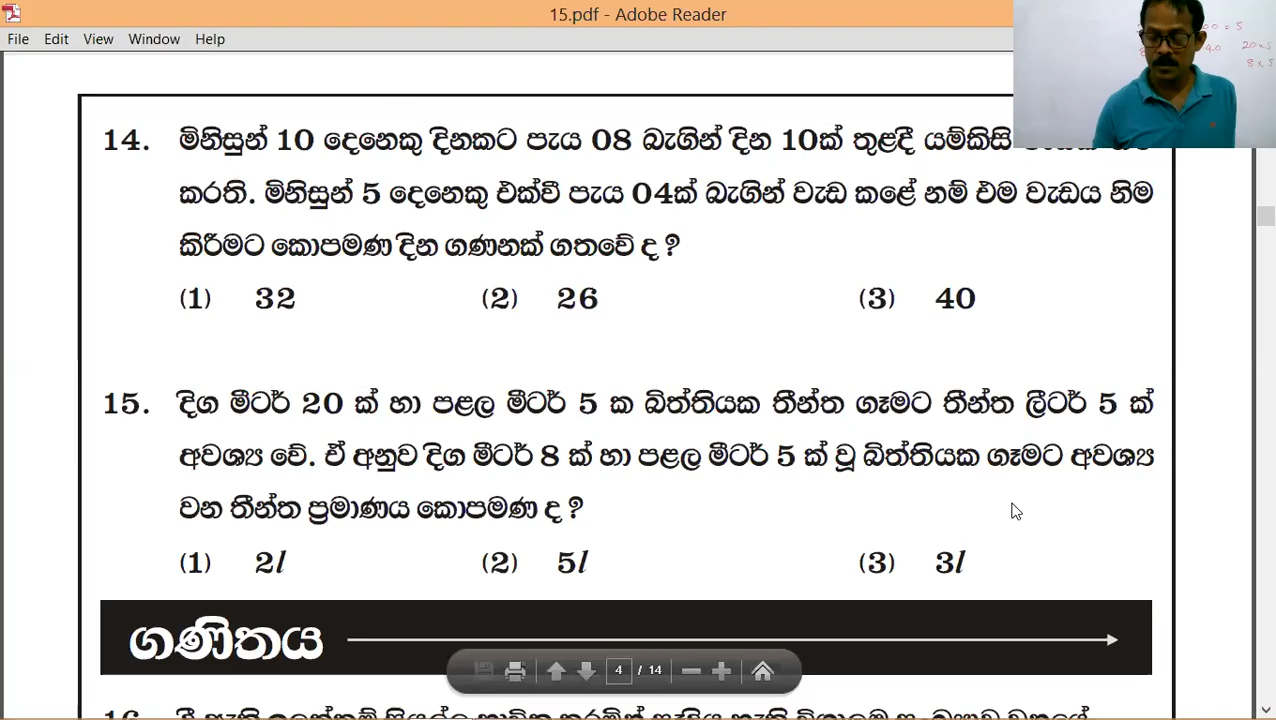 15.pdf - Adobe Reader
File Edit View Window Help
14. මිනිසුන් 10 දෙනෙකු දිනකට පැය 08 බැගින් දින 10ක් තුළදී යම්කිසි
කරති. මිනිසුන් 5 දෙනෙකු එක්වී පැය 04ක් බැගින් වැඩ කළේ නම් එම වැඩය නිම
කිරීමට කොපමණ දින ගණනක් ගතවේ ද ?
(1) 32 (2) 26 (3) 40
15. දිග මීටර් 20 ක් හා පළල මීටර් 5 ක බිත්තියක තීන්ත ගෑමට තීන්ත ලීටර් 5 ක්
අවශ්‍ය වේ. ඒ අනුව දිග මීටර් 8 ක් හා පළල මීටර් 5 ක් වූ බිත්තියක ගෑමට අවශ්‍ය
වන තීන්ත ප්‍රමාණය කොපමණ ද ?
(1) 2l (2) 5l (3) 3l
ගණිතය
4 / 14